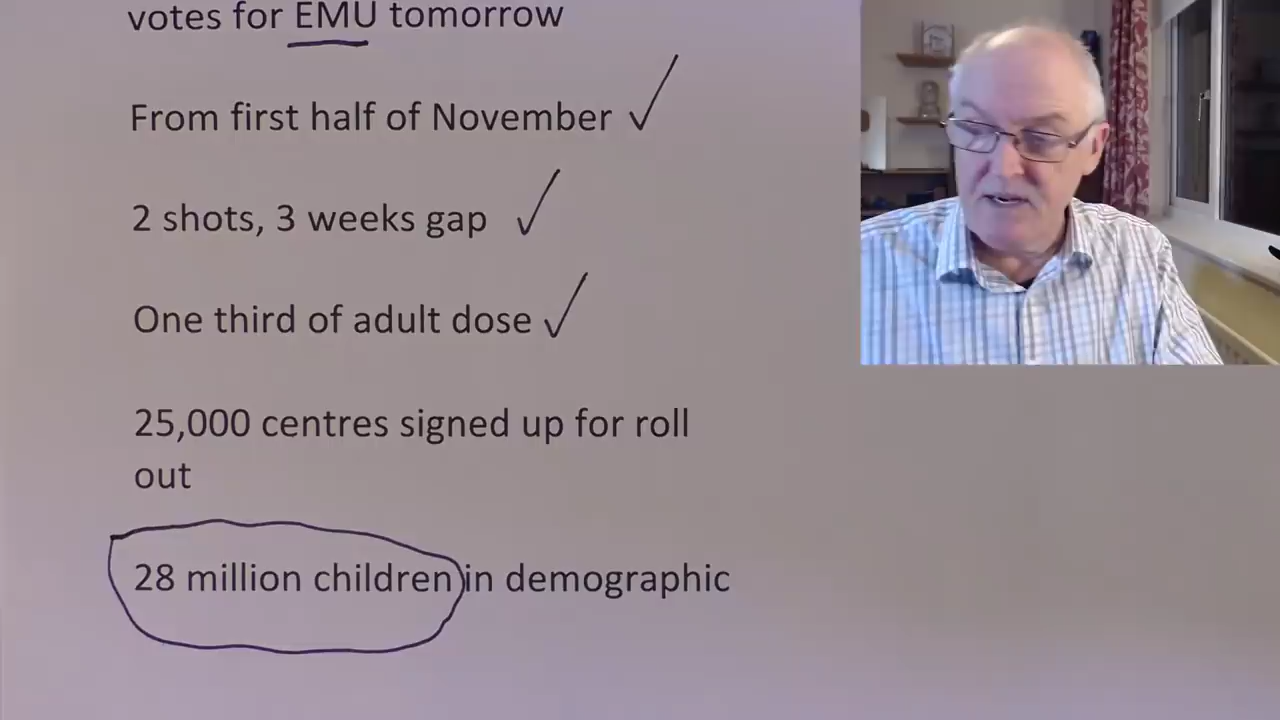 votes for EMU tomorrow
From first half of November
2 shots, 3 weeks gap
One third of adult dose
25,000 centres signed up for roll
out
28 million children in demographic